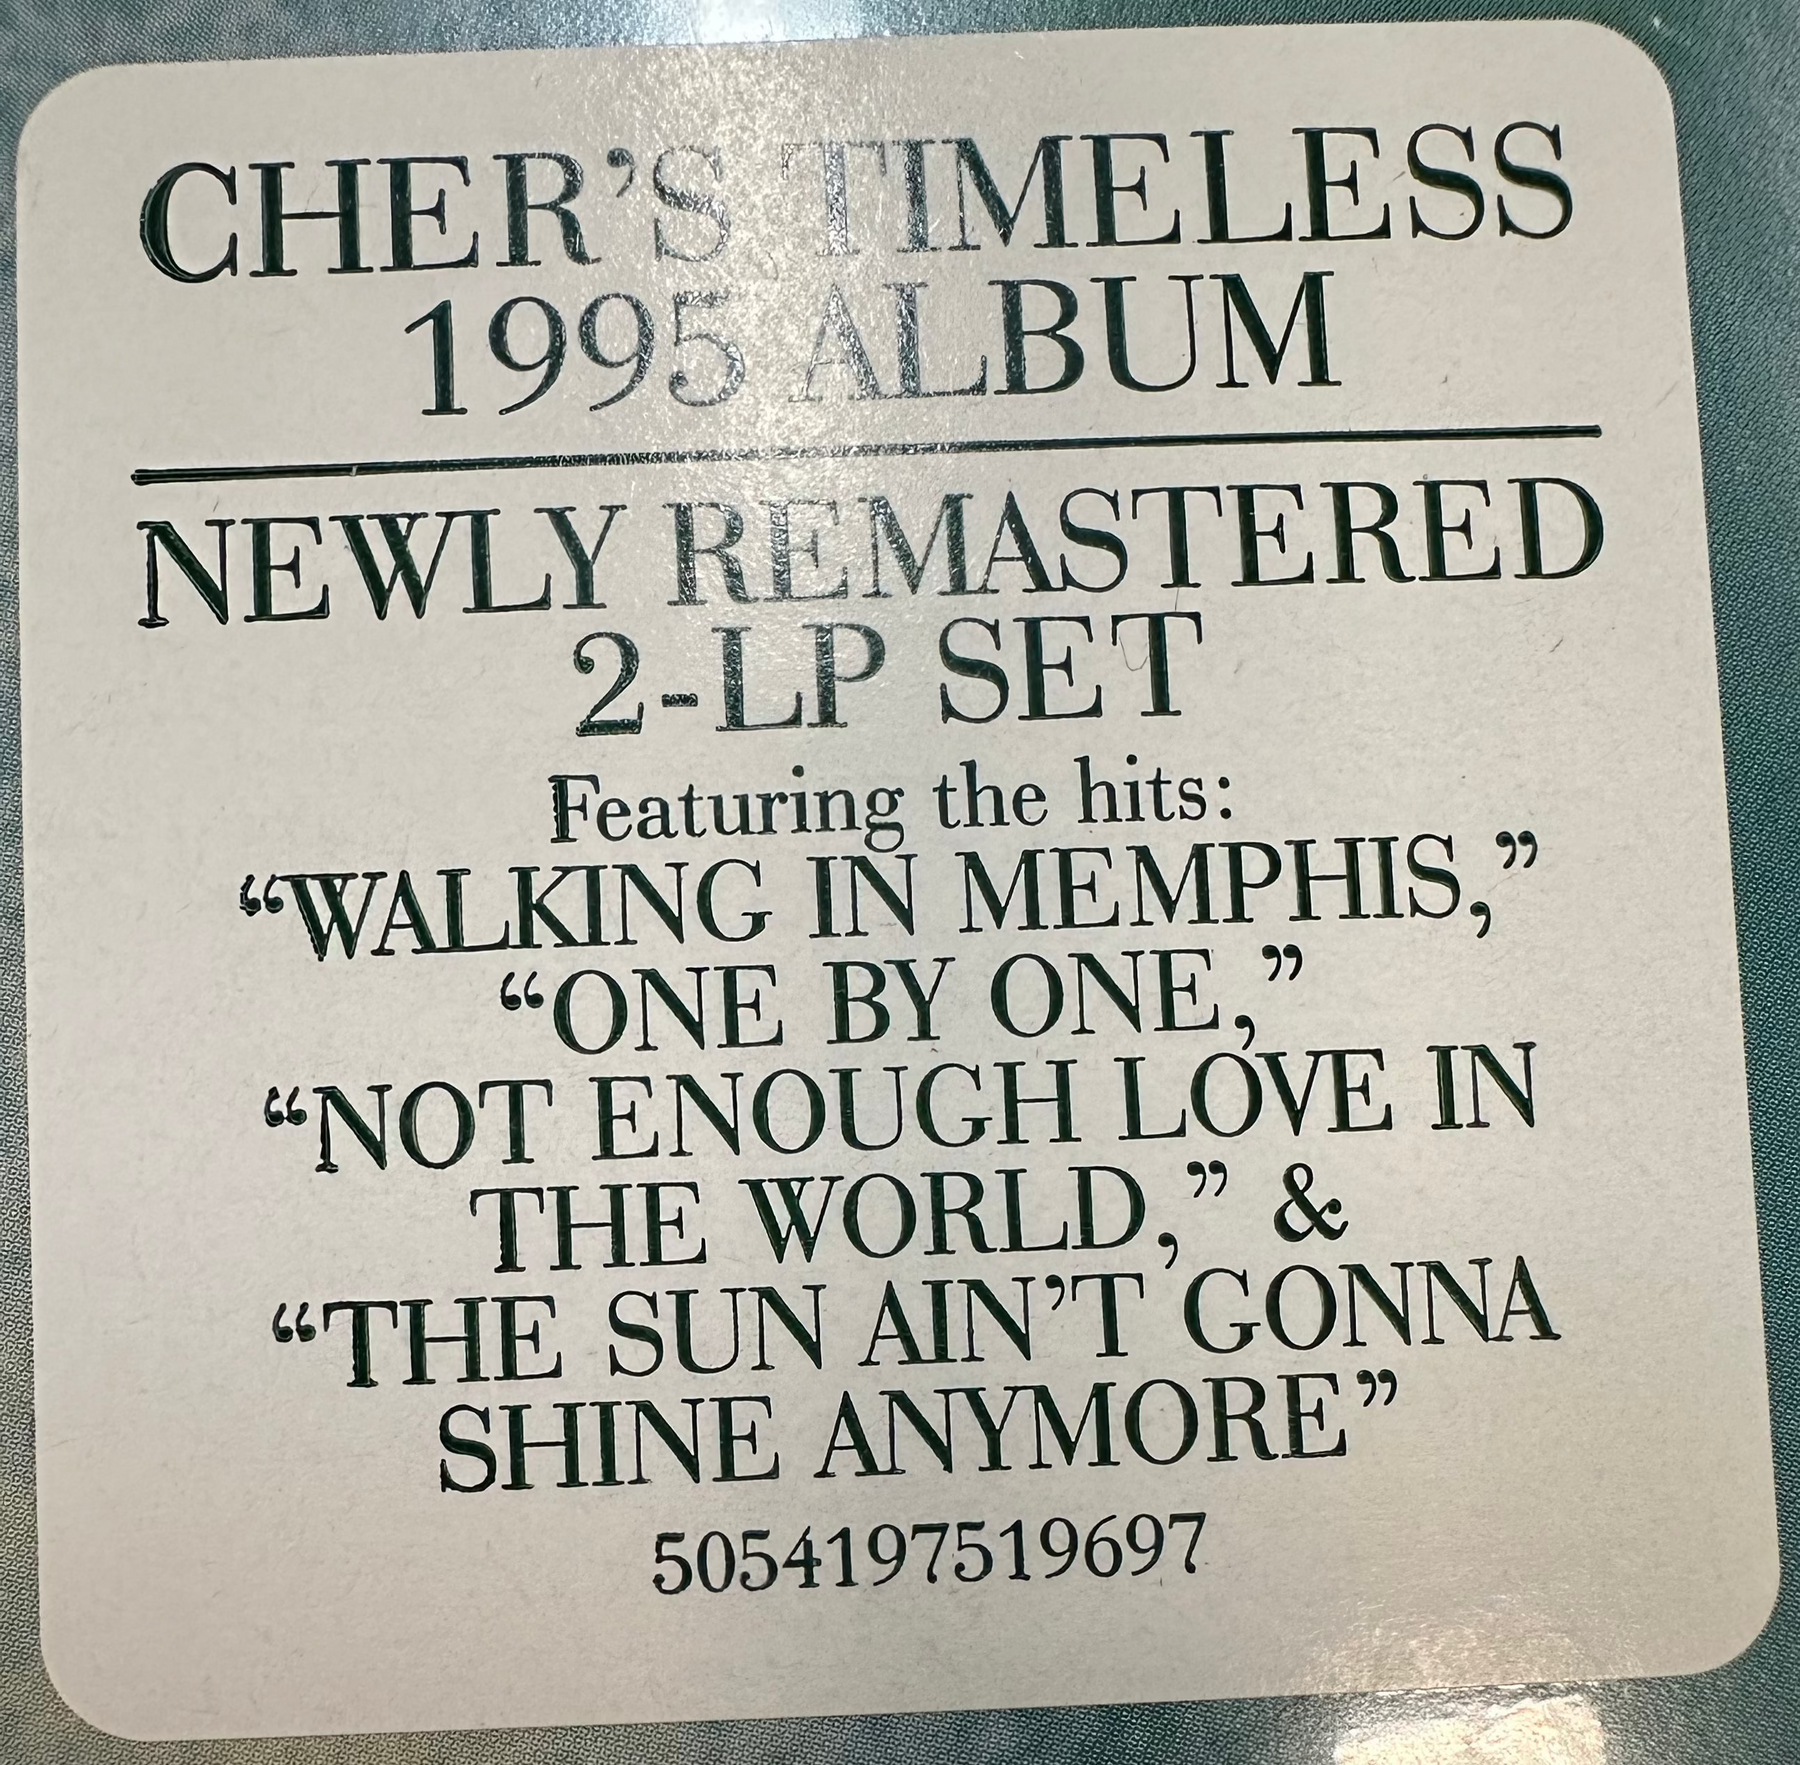 CHER’S TIMELESS
1995 ALBUM
NEWLY REMASTERED
2-LP SET
Featuring the hits:
“WALKING IN MEMPHIS,”
“ONE BY ONE,”
“NOT ENOUGH LOVE IN
THE WORLD,” &
“THE SUN AIN’T GONNA
SHINE ANYMORE”
5054197519697